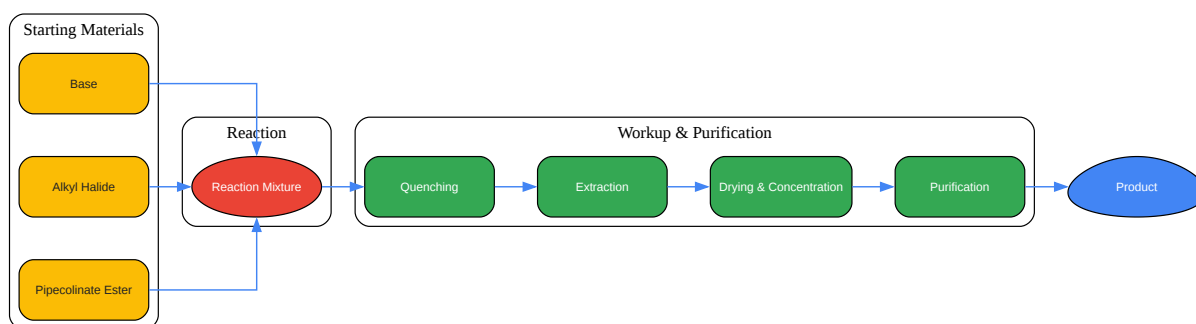 Starting Materials
Base
Reaction
Workup & Purification
Alkyl Halide
Reaction Mixture
Quenching
Extraction
Drying & Concentration
Purification
Product
Pipecolinate Ester